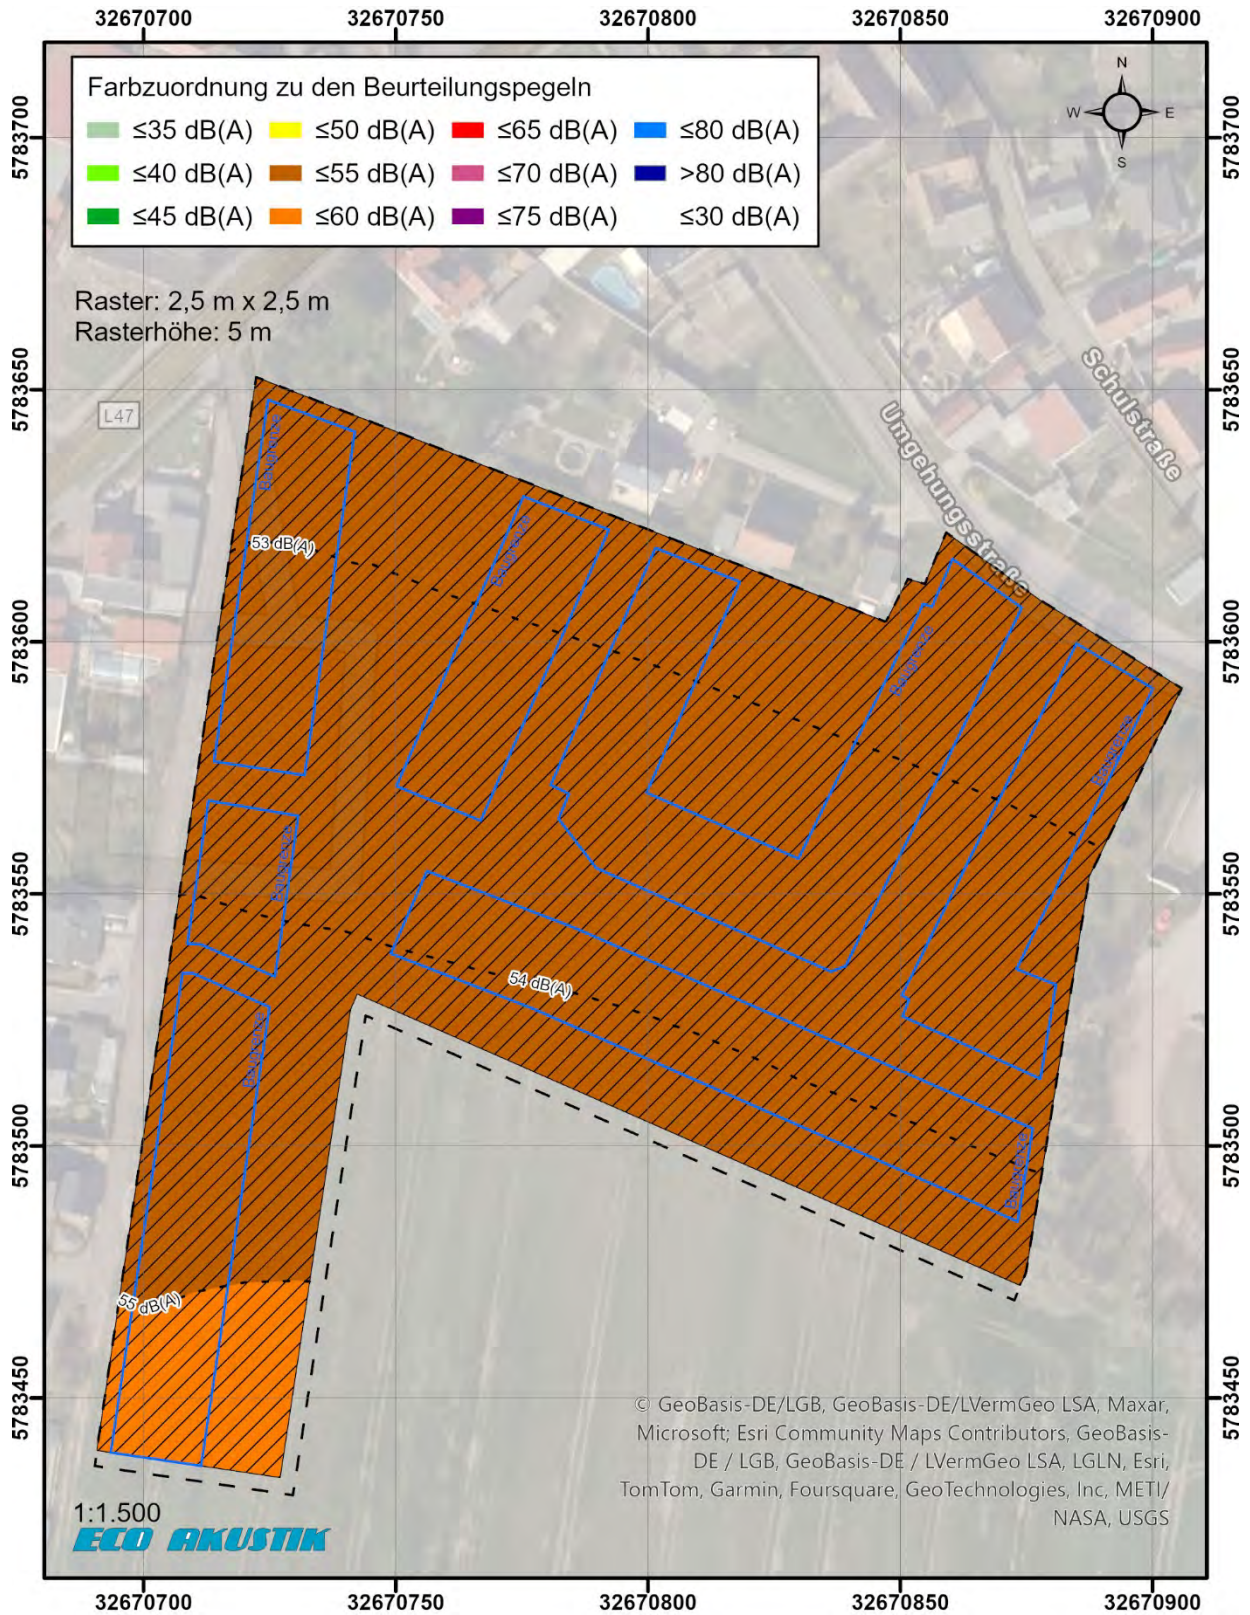 32670700 32670750 32670800 32670850 32670900
Farbzuordnung zu den Beurteilungspegeln
≤35 dB(A) ≤50 dB(A) ≤65 dB(A) ≤80 dB(A)
≤40 dB(A) ≤55 dB(A) ≤70 dB(A) >80 dB(A)
≤45 dB(A) ≤60 dB(A) ≤75 dB(A) ≤30 dB(A)
N
W E
S
5783700 5783700
Raster: 2,5 m x 2,5 m
Rasterhöhe: 5 m
5783650 5783650
L47
Schulstraße
Umgehungsstraße
Baugrenze
Baugrenze
53 dB(A)
5783600 5783600
Baugrenze
Baugrenze
Baugrenze
5783550 5783550
54 dB(A)
Baugrenze
5783500 5783500
Baugrenze
55 dB(A)
5783450 5783450
© GeoBasis-DE/LGB, GeoBasis-DE/LVermGeo LSA, Maxar,
Microsoft; Esri Community Maps Contributors, GeoBasis-
DE / LGB, GeoBasis-DE / LVermGeo LSA, LGLN, Esri,
TomTom, Garmin, Foursquare, GeoTechnologies, Inc, METI/
NASA, USGS
1:1.500
ECO AKUSTIK
32670700 32670750 32670800 32670850 32670900